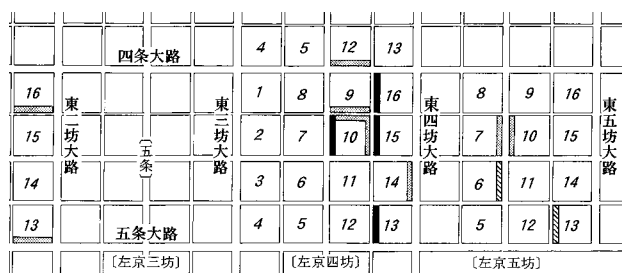 四条大路
4 5 12 13
16 1 8 9 16 8 9 16
東二坊大路
東三坊大路
東四坊大路
東五坊大路
15 2 7 10 15 7 10 15
〔五条〕
14 3 6 11 14 6 11 14
五条大路
13 4 5 12 13 5 12 13
〔左京三坊〕 〔左京四坊〕 〔左京五坊〕